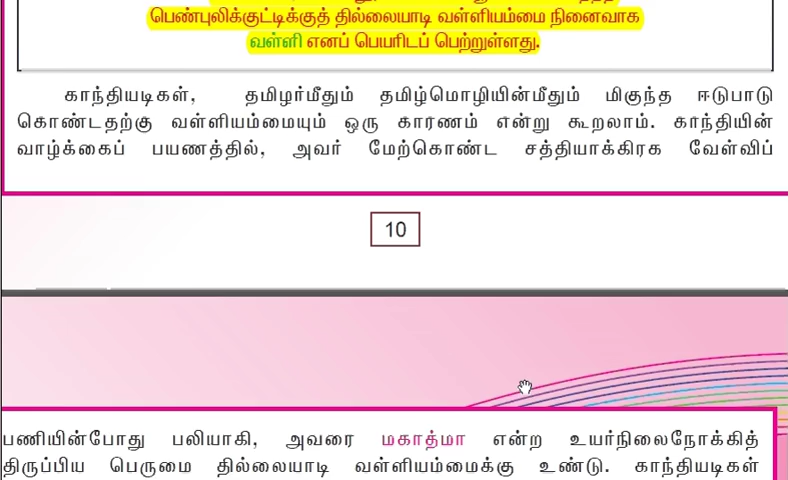 பெண்புலிக்குட்டிக்குத் தில்லையாடி வள்ளியம்மை நினைவாக
வள்ளி எனப் பெயரிடப் பெற்றுள்ளது.
காந்தியடிகள், தமிழர்மீதும் தமிழ்மொழியின்மீதும் மிகுந்த ஈடுபாடு
கொண்டதற்கு வள்ளியம்மையும் ஒரு காரணம் என்று கூறலாம். காந்தியின்
வாழ்க்கைப் பயணத்தில், அவர் மேற்கொண்ட சத்தியாக்கிரக வேள்விப்
10
பணியின்போது பலியாகி, அவரை மகாத்மா என்ற உயர்நிலைநோக்கித்
திருப்பிய பெருமை தில்லையாடி வள்ளியம்மைக்கு உண்டு. காந்தியடிகள்